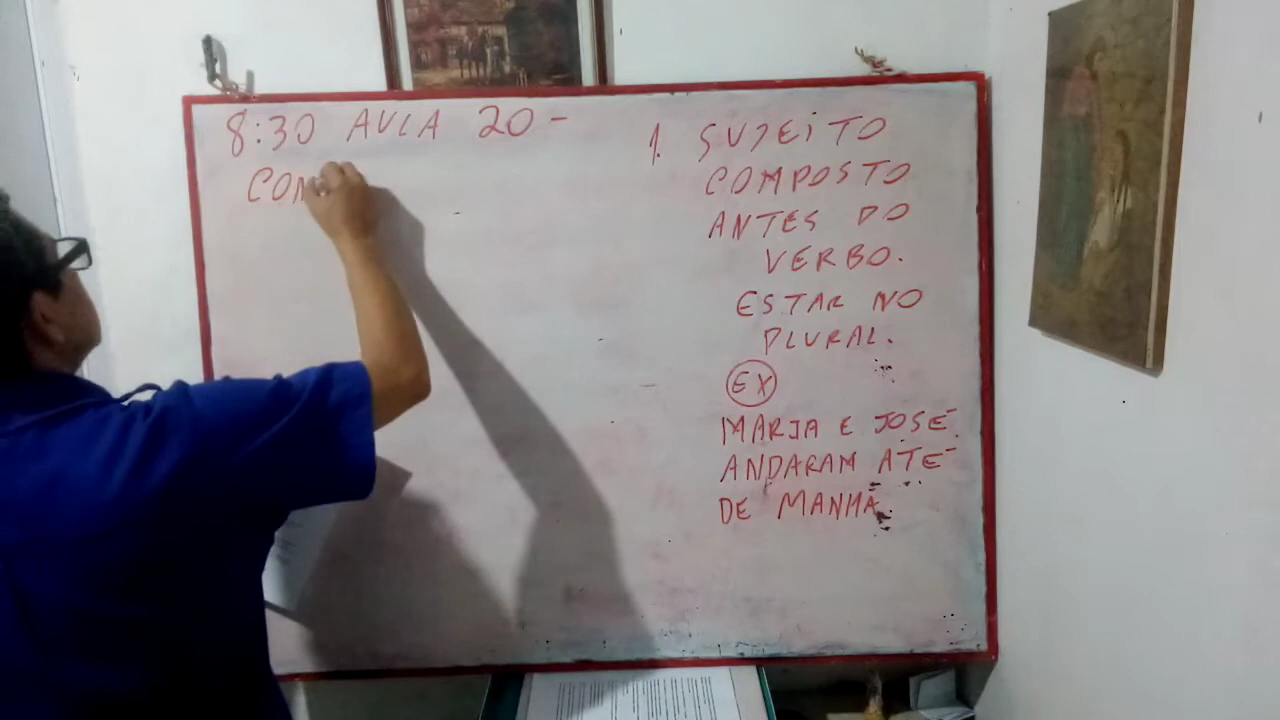 8:30 AULA 20 -
CON
1. SUJEITO
COMPOSTO
ANTES DO
VERBO.
ESTAR NO
PLURAL.
EX
MARIA E JOSÉ
ANDARAM ATÉ
DE MANHÃ